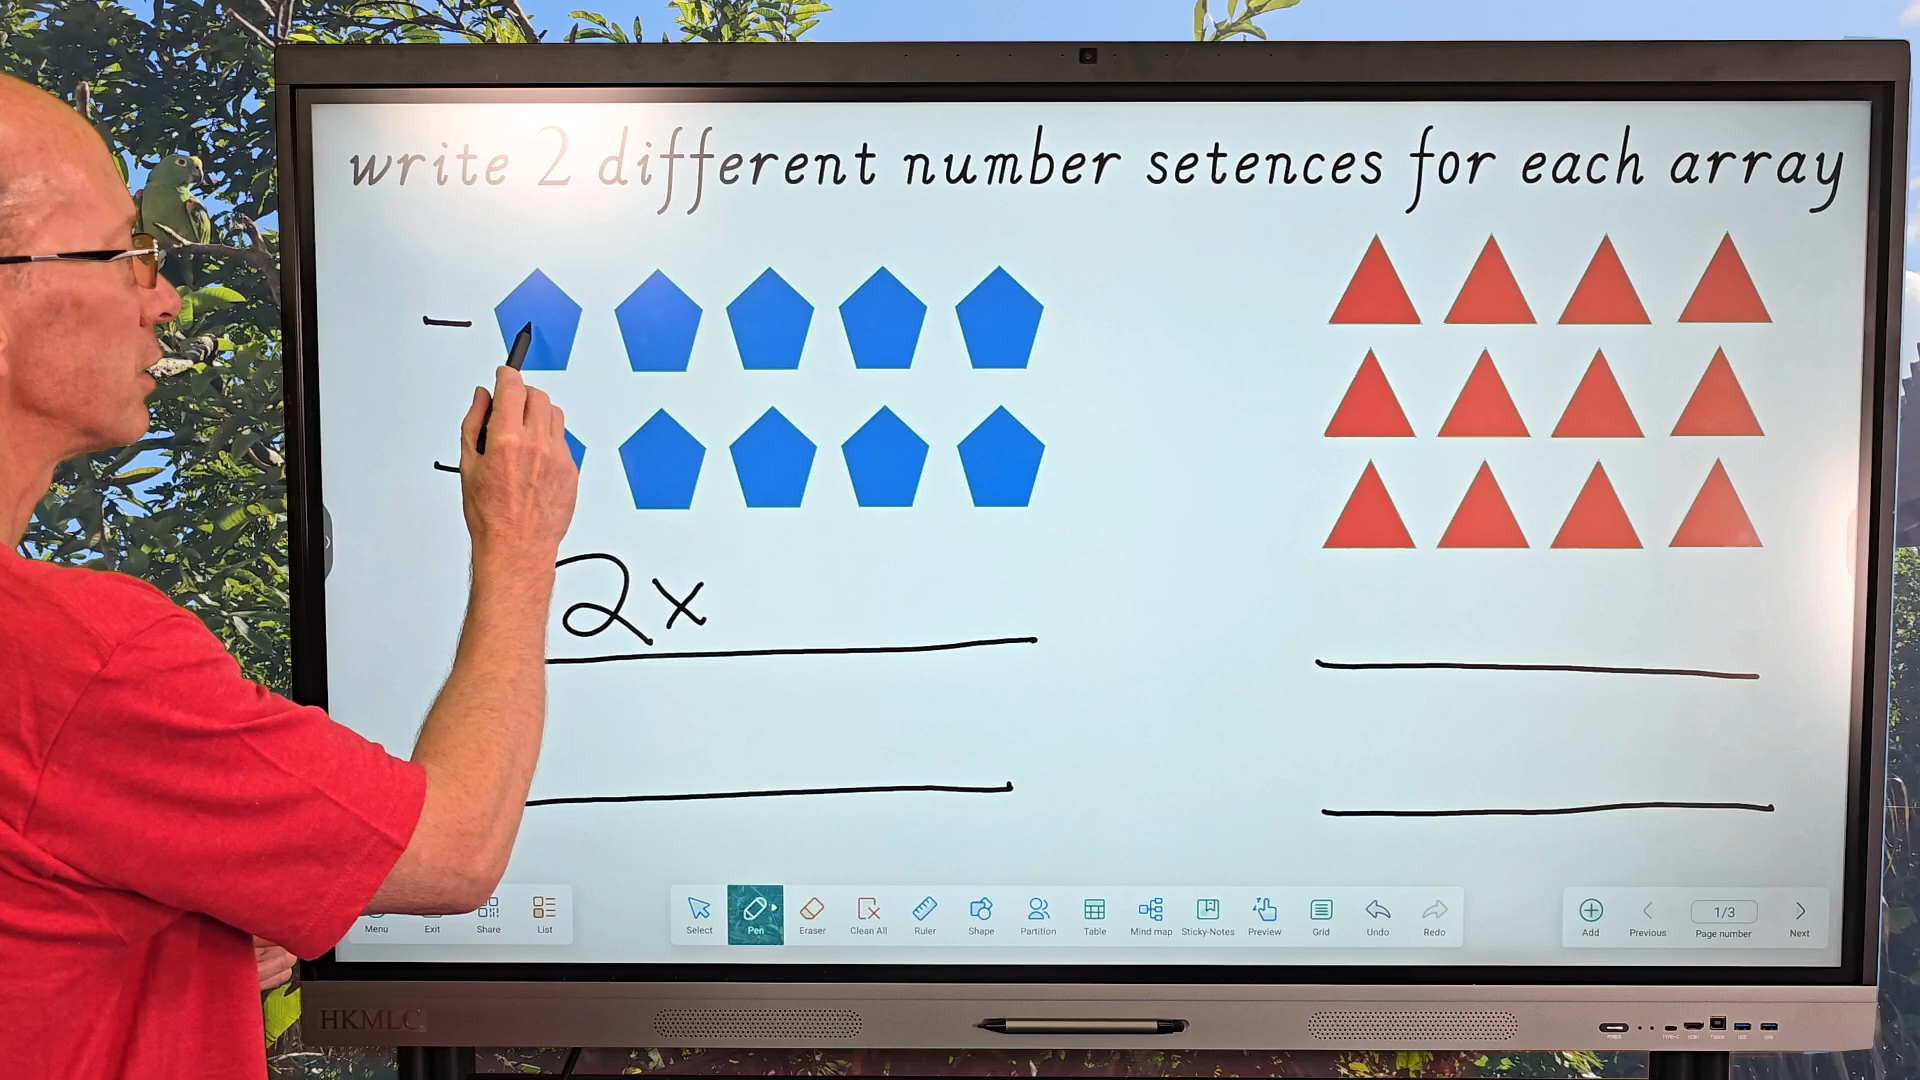 write 2 different number setences for each array
2x
Menu Exit Share List Select Pen Eraser Clean All Ruler Shape Partition Table Mind map Sticky-Notes Preview Grid Undo Redo Add Previous 1/3 Page number Next
HKMLC